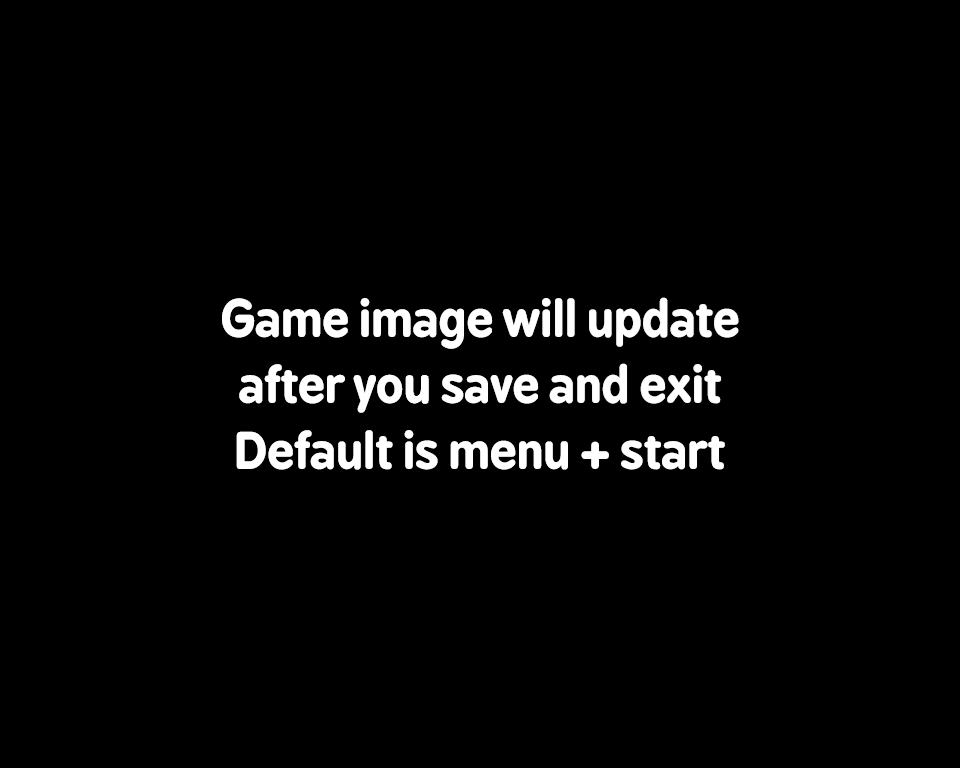 Game image will update
after you save and exit
Default is menu + start